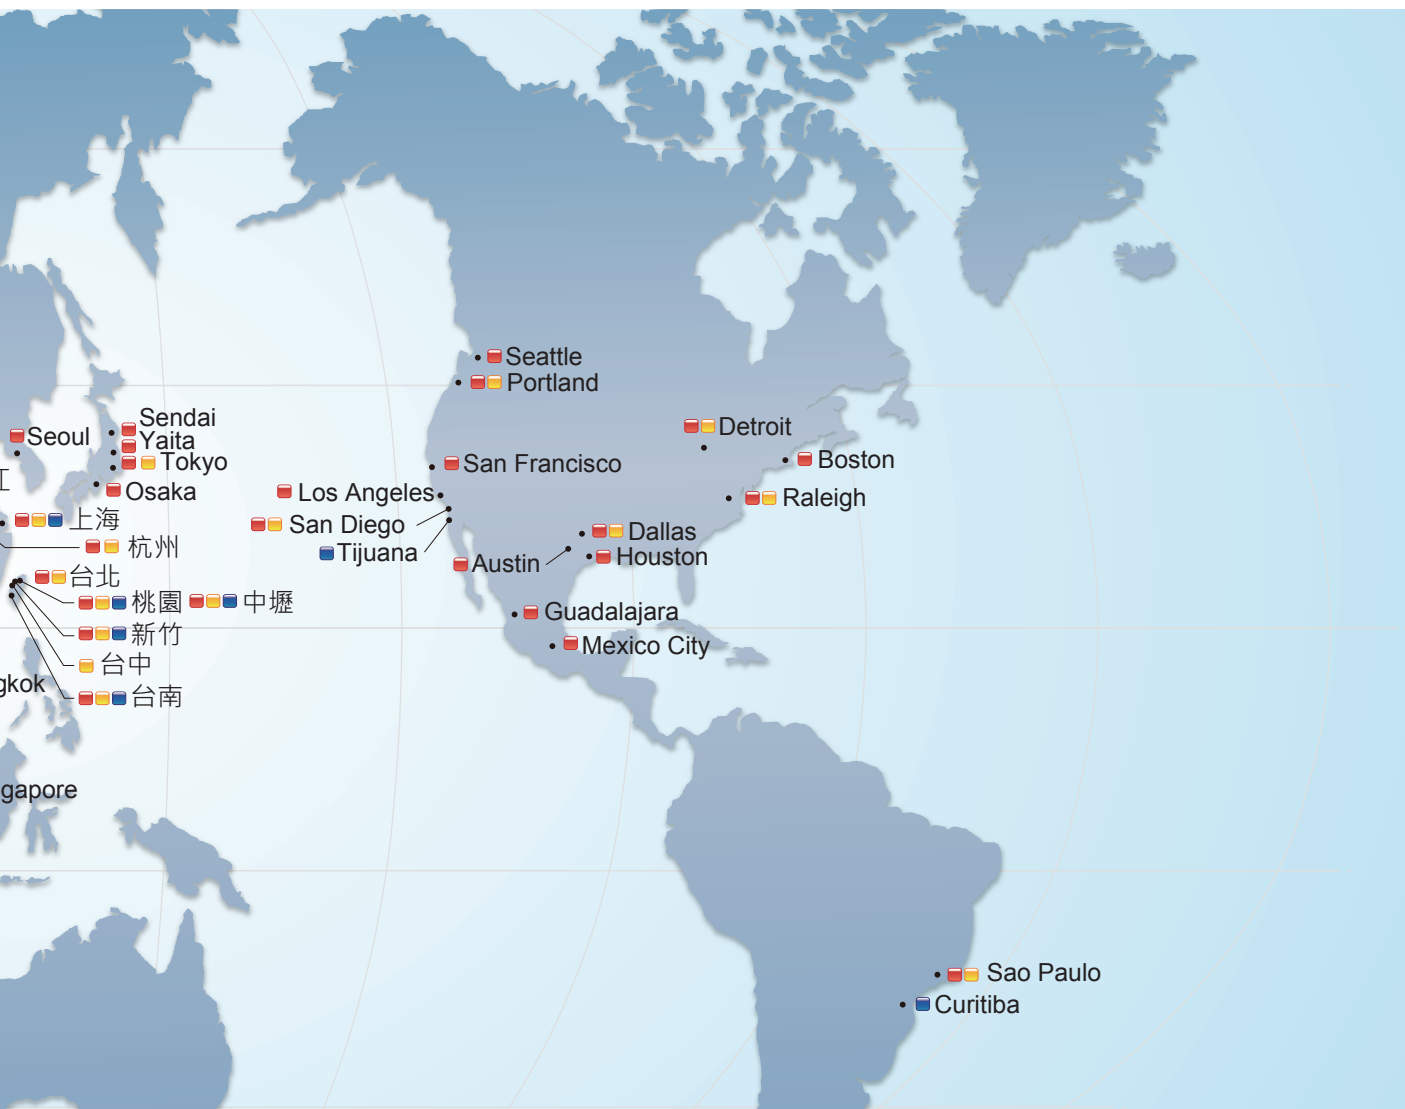 Seattle
Portland
Sendai
Yaita
Tokyo
Osaka
Seoul
Detroit
Boston
San Francisco
Los Angeles
Raleigh
San Diego
Tijuana
Dallas
Austin
Houston
上海
杭州
台北
桃園 中壢
新竹
台中
台南
Guadalajara
Mexico City
gkok
gapore
Sao Paulo
Curitiba